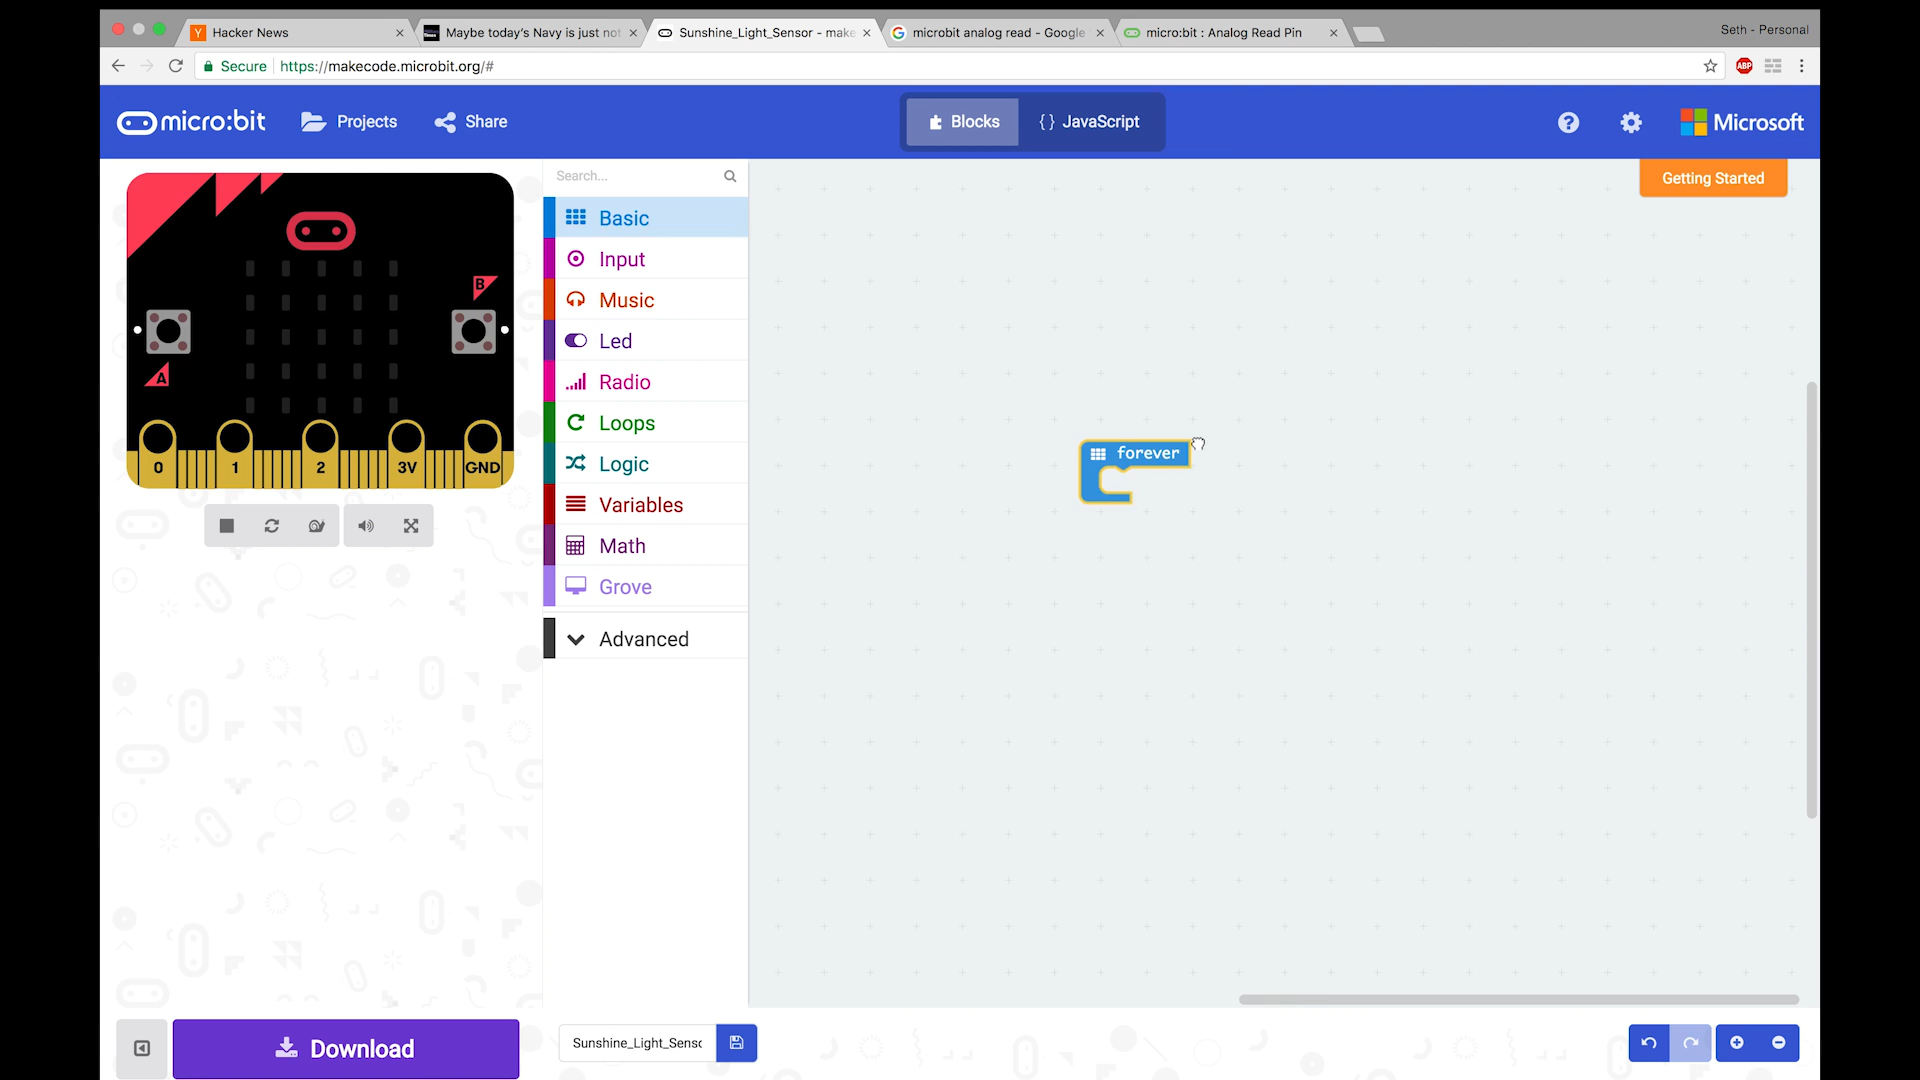 Hacker News
Maybe today's Navy is just not
Sunshine_Light_Sensor - make
microbit analog read - Google
micro:bit : Analog Read Pin
Seth - Personal
Secure
https://makecode.microbit.org/#
ABP
micro:bit
Projects
Share
Blocks
{} JavaScript
?
Microsoft
Search...
Getting Started
Basic
Input
Music
Led
Radio
Loops
Logic
Variables
Math
Grove
Advanced
B
A
0
1
2
3V
GND
forever
Download
Sunshine_Light_Sensc